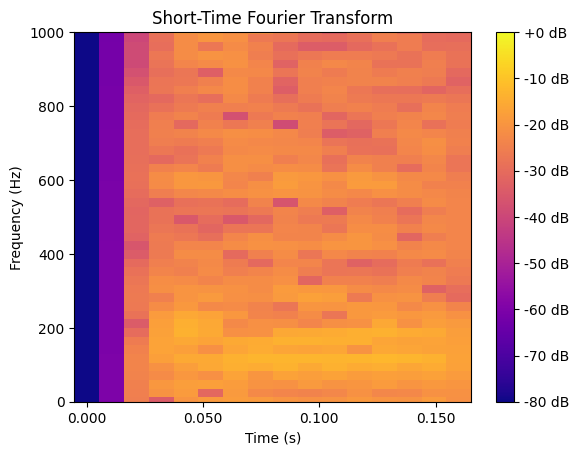 Short-Time Fourier Transform
1000
800
600
400
200
0
Frequency (Hz)
0.000
0.050
0.100
0.150
Time (s)
+0 dB
-10 dB
-20 dB
-30 dB
-40 dB
-50 dB
-60 dB
-70 dB
-80 dB